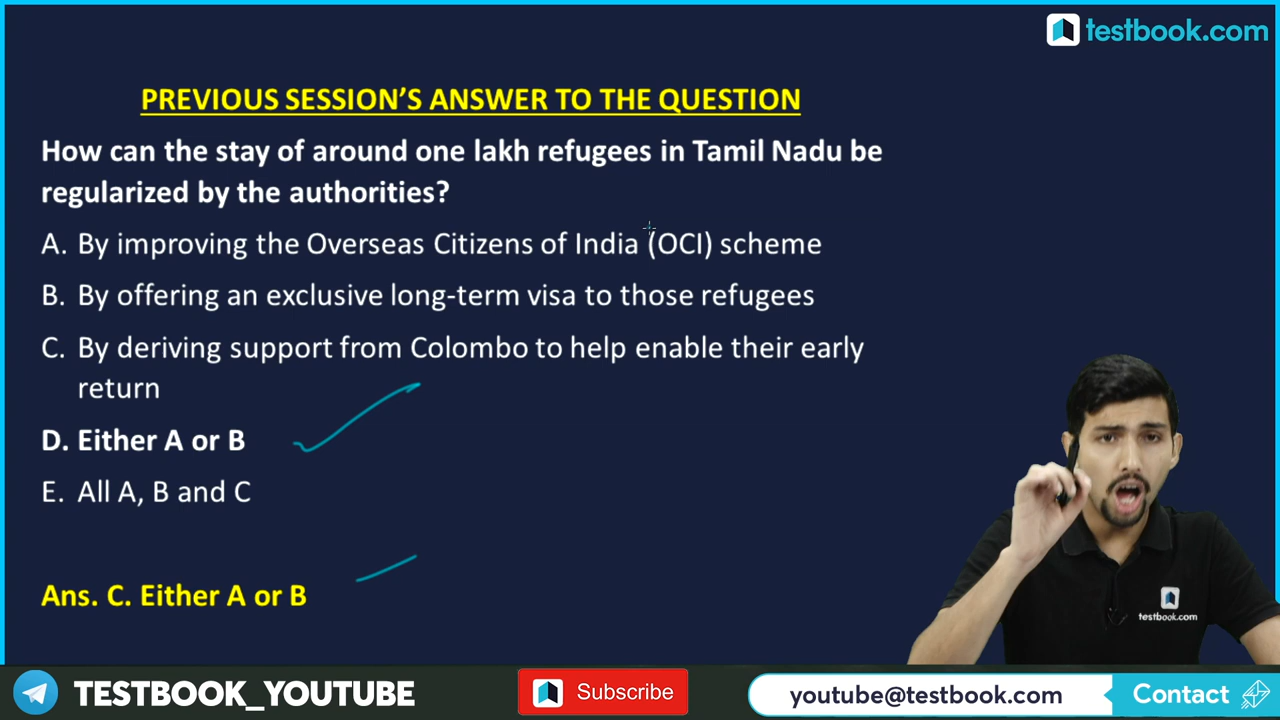 testbook.com
PREVIOUS SESSION’S ANSWER TO THE QUESTION
How can the stay of around one lakh refugees in Tamil Nadu be
regularized by the authorities?
A. By improving the Overseas Citizens of India (OCI) scheme
B. By offering an exclusive long-term visa to those refugees
C. By deriving support from Colombo to help enable their early
return
D. Either A or B
E. All A, B and C
Ans. C. Either A or B
testbook.com
TESTBOOK_YOUTUBE
Subscribe
youtube@testbook.com
Contact